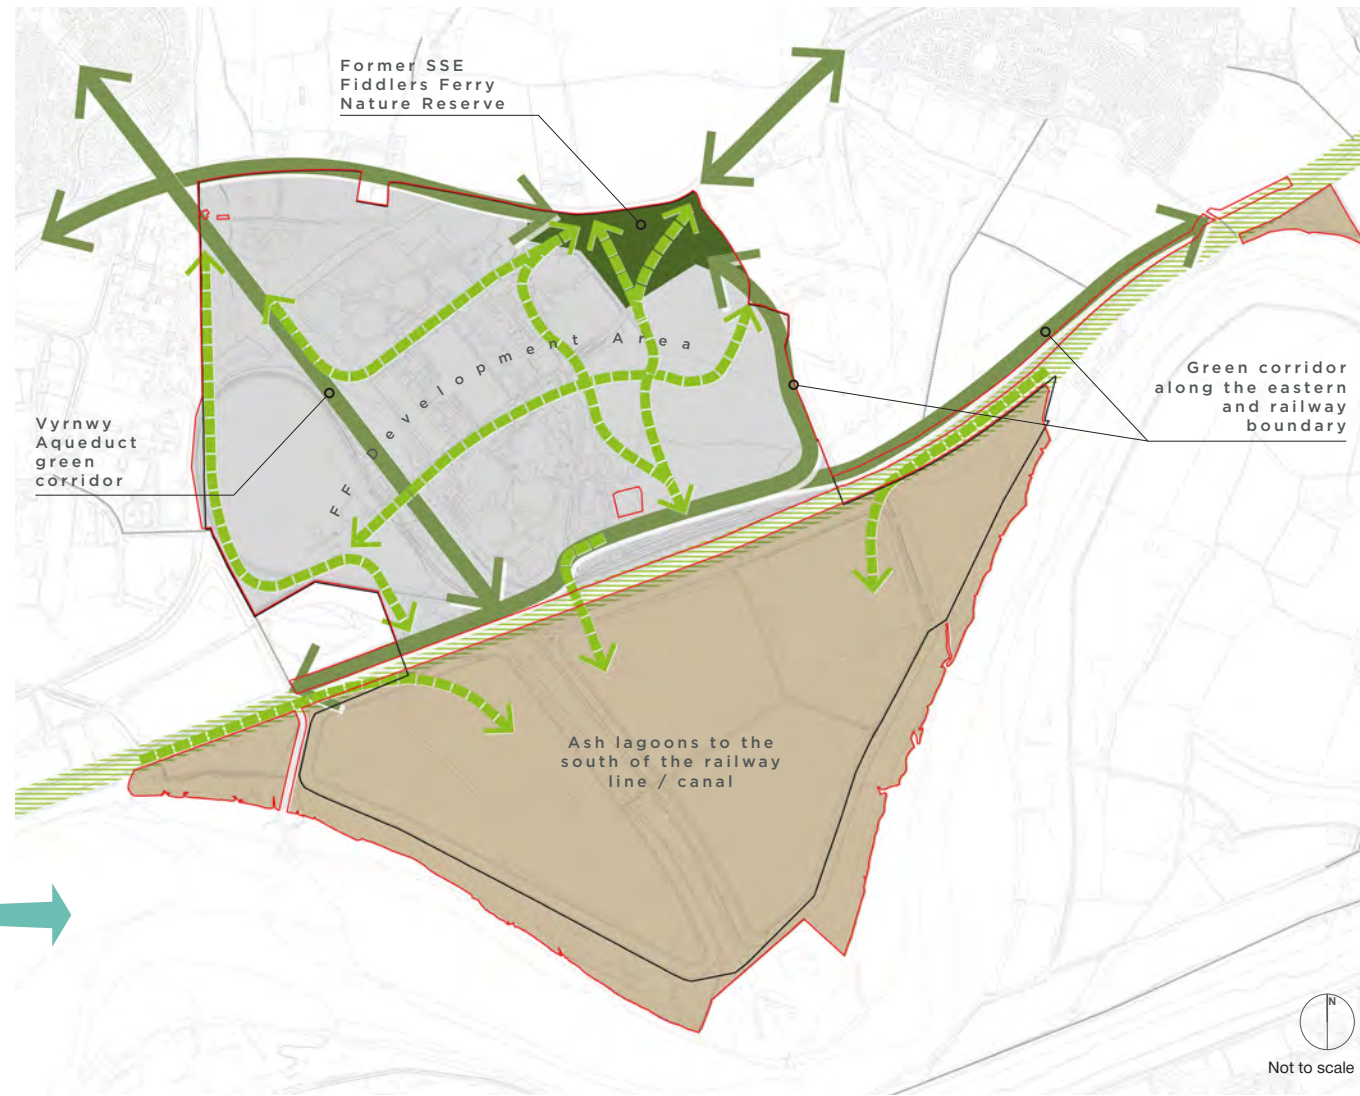 Former SSE
Fiddlers Ferry
Nature Reserve
FF Development Area
Vyrnwy
Aqueduct
green
corridor
Green corridor
along the eastern
and railway
boundary
Ash lagoons to the
south of the railway
line / canal
N
Not to scale